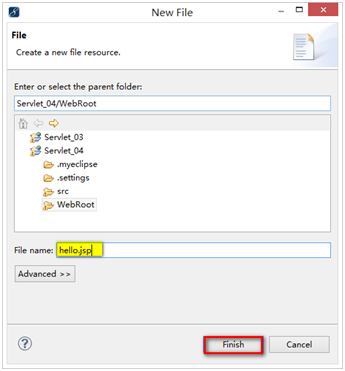 New File
File
Create a new file resource.
Enter or select the parent folder:
Servlet_04/WebRoot
Servlet_03
Servlet_04
.myeclipse
.settings
src
WebRoot
File name: hello.jsp
Advanced >>
? Finish Cancel